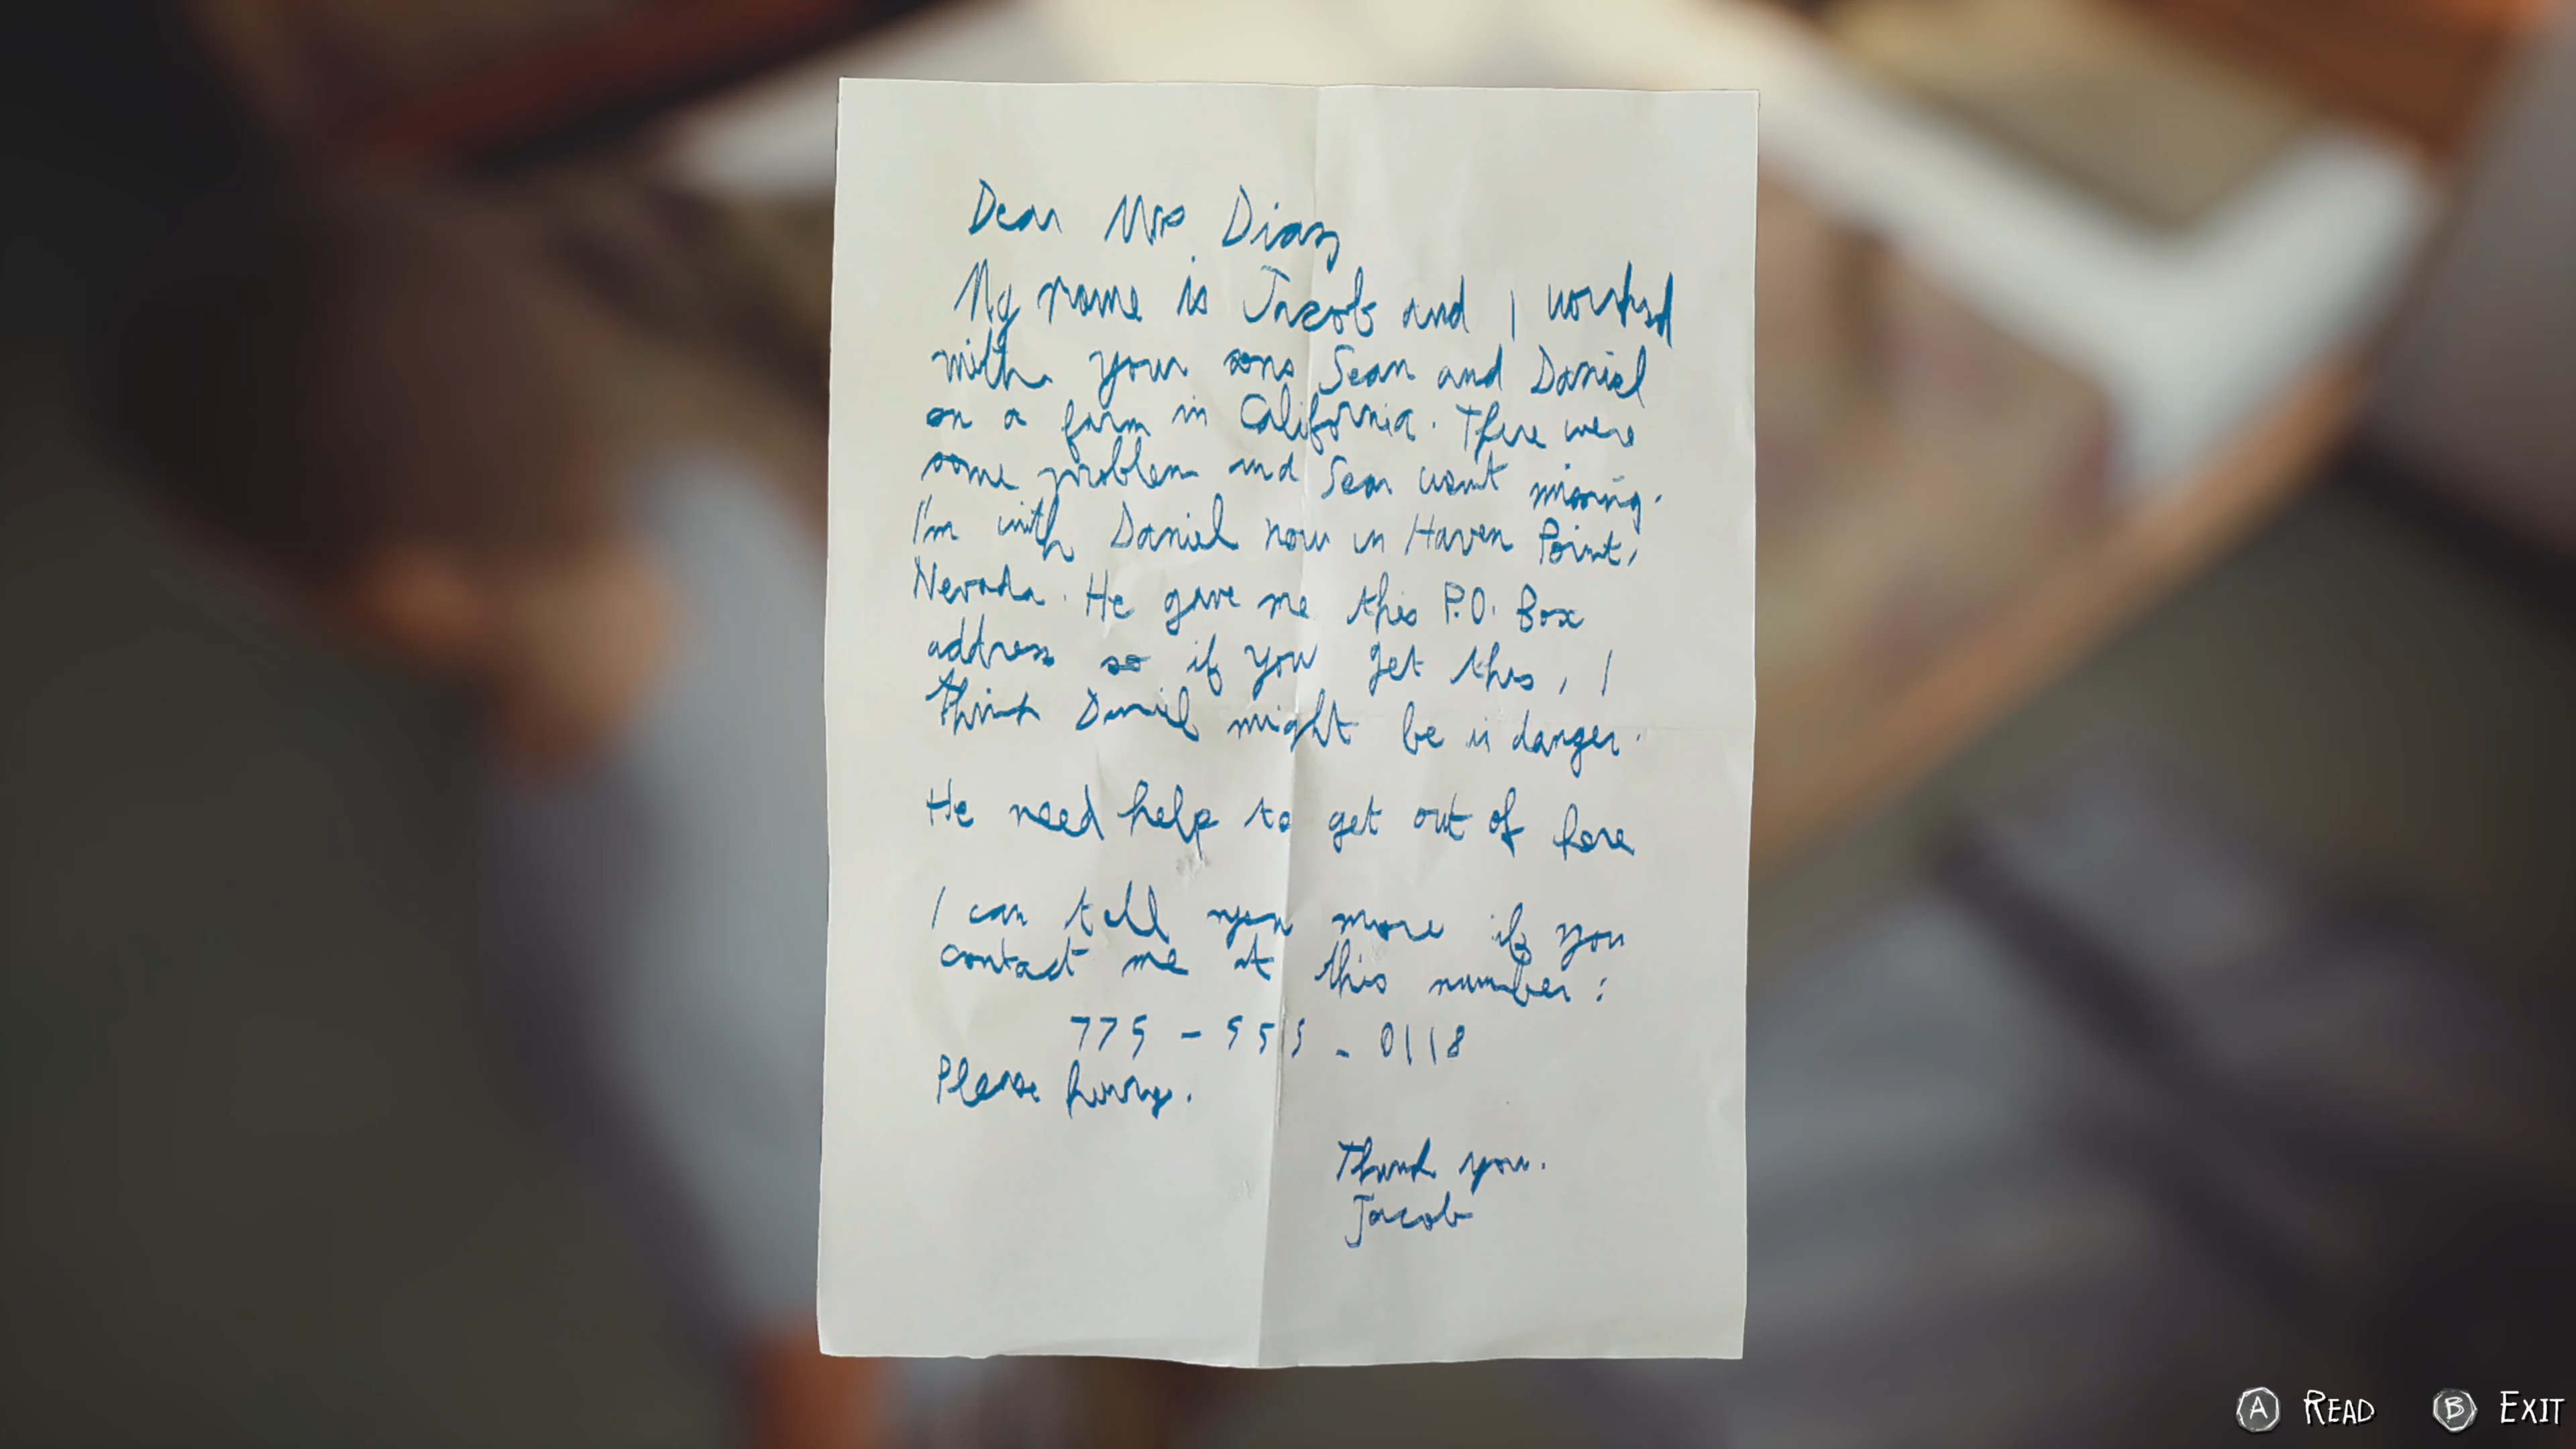 Dear Mrs Diaz
My name is Jacob and I worked
with your sons Sean and Daniel
on a farm in California. There were
some problem and Sean went missing.
I'm with Daniel now in Haven Point,
Nevada. He gave me this P.O. Box
address so if you get this, I
think Daniel might be in danger.
He need help to get out of here
I can tell you more if you
contact me at this number:
775 - 555 - 0118
Please hurry.
Thank you.
Jacob
A READ B EXIT